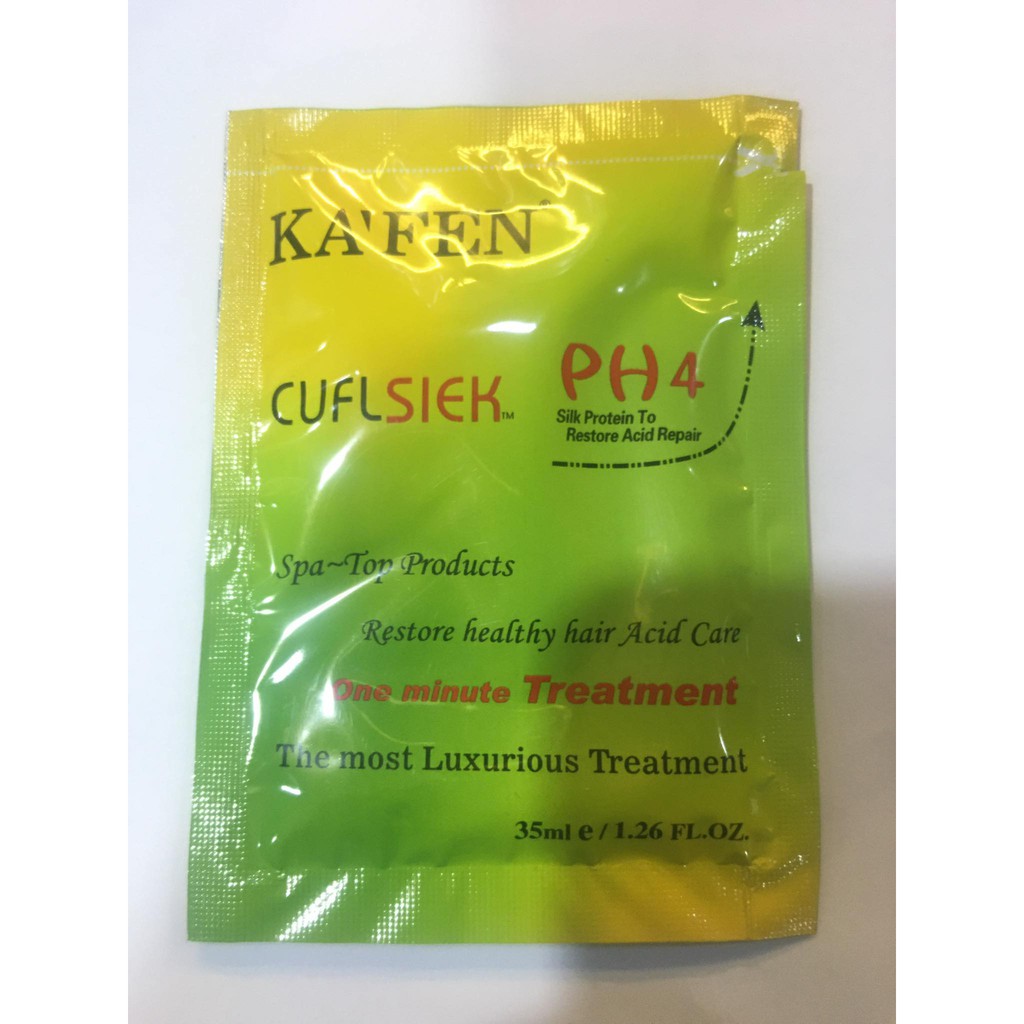 KA'FEN®
CUFLSIEK™
PH4
Silk Protein To
Restore Acid Repair
Spa~Top Products
Restore healthy hair Acid Care
One minute Treatment
The most Luxurious Treatment
35ml e / 1.26 FL.OZ.